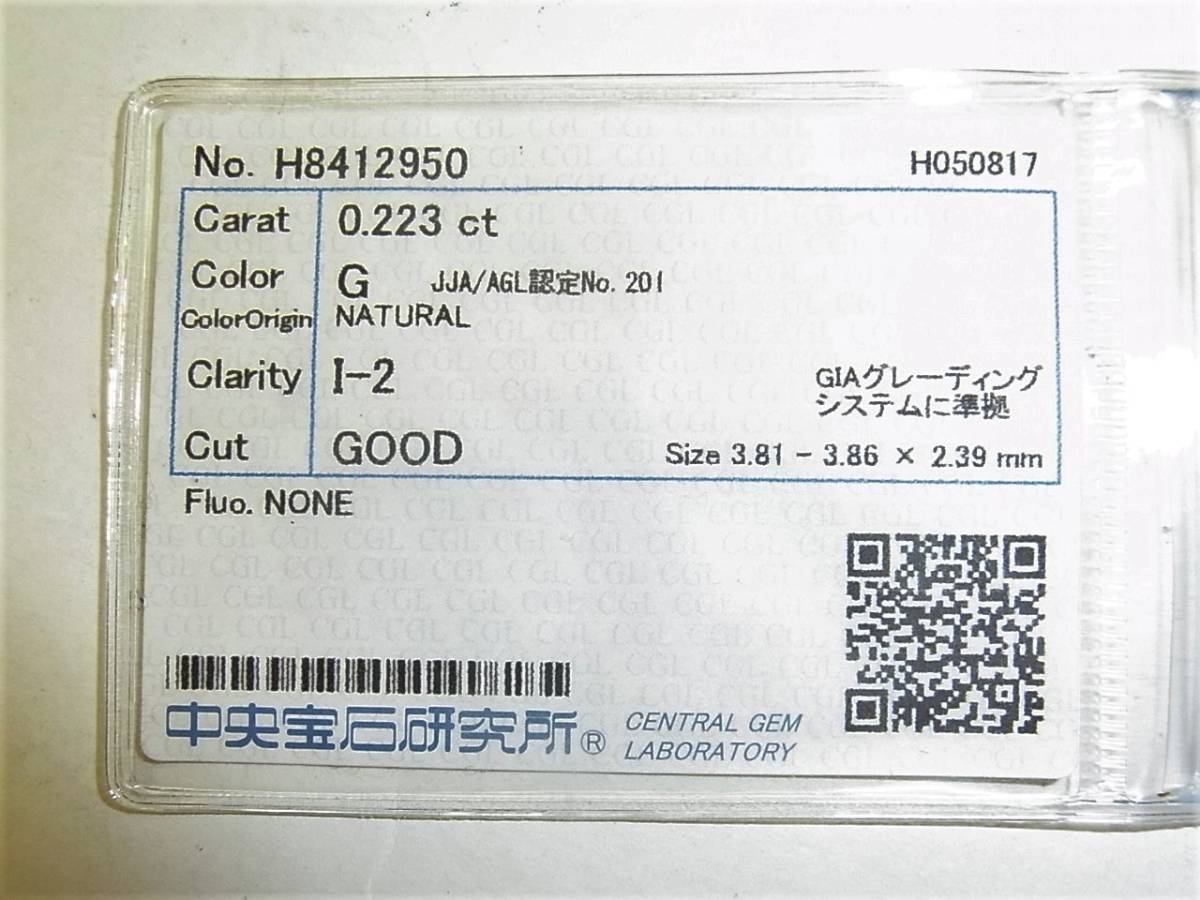 No. H8412950 H050817
Carat 0.223 ct
Color G JJA/AGL認定No. 201
ColorOrigin NATURAL
Clarity I-2 GIAグレーディング
システムに準拠
Cut GOOD Size 3.81 - 3.86 × 2.39 mm
Fluo. NONE
中央宝石研究所® CENTRAL GEM
LABORATORY